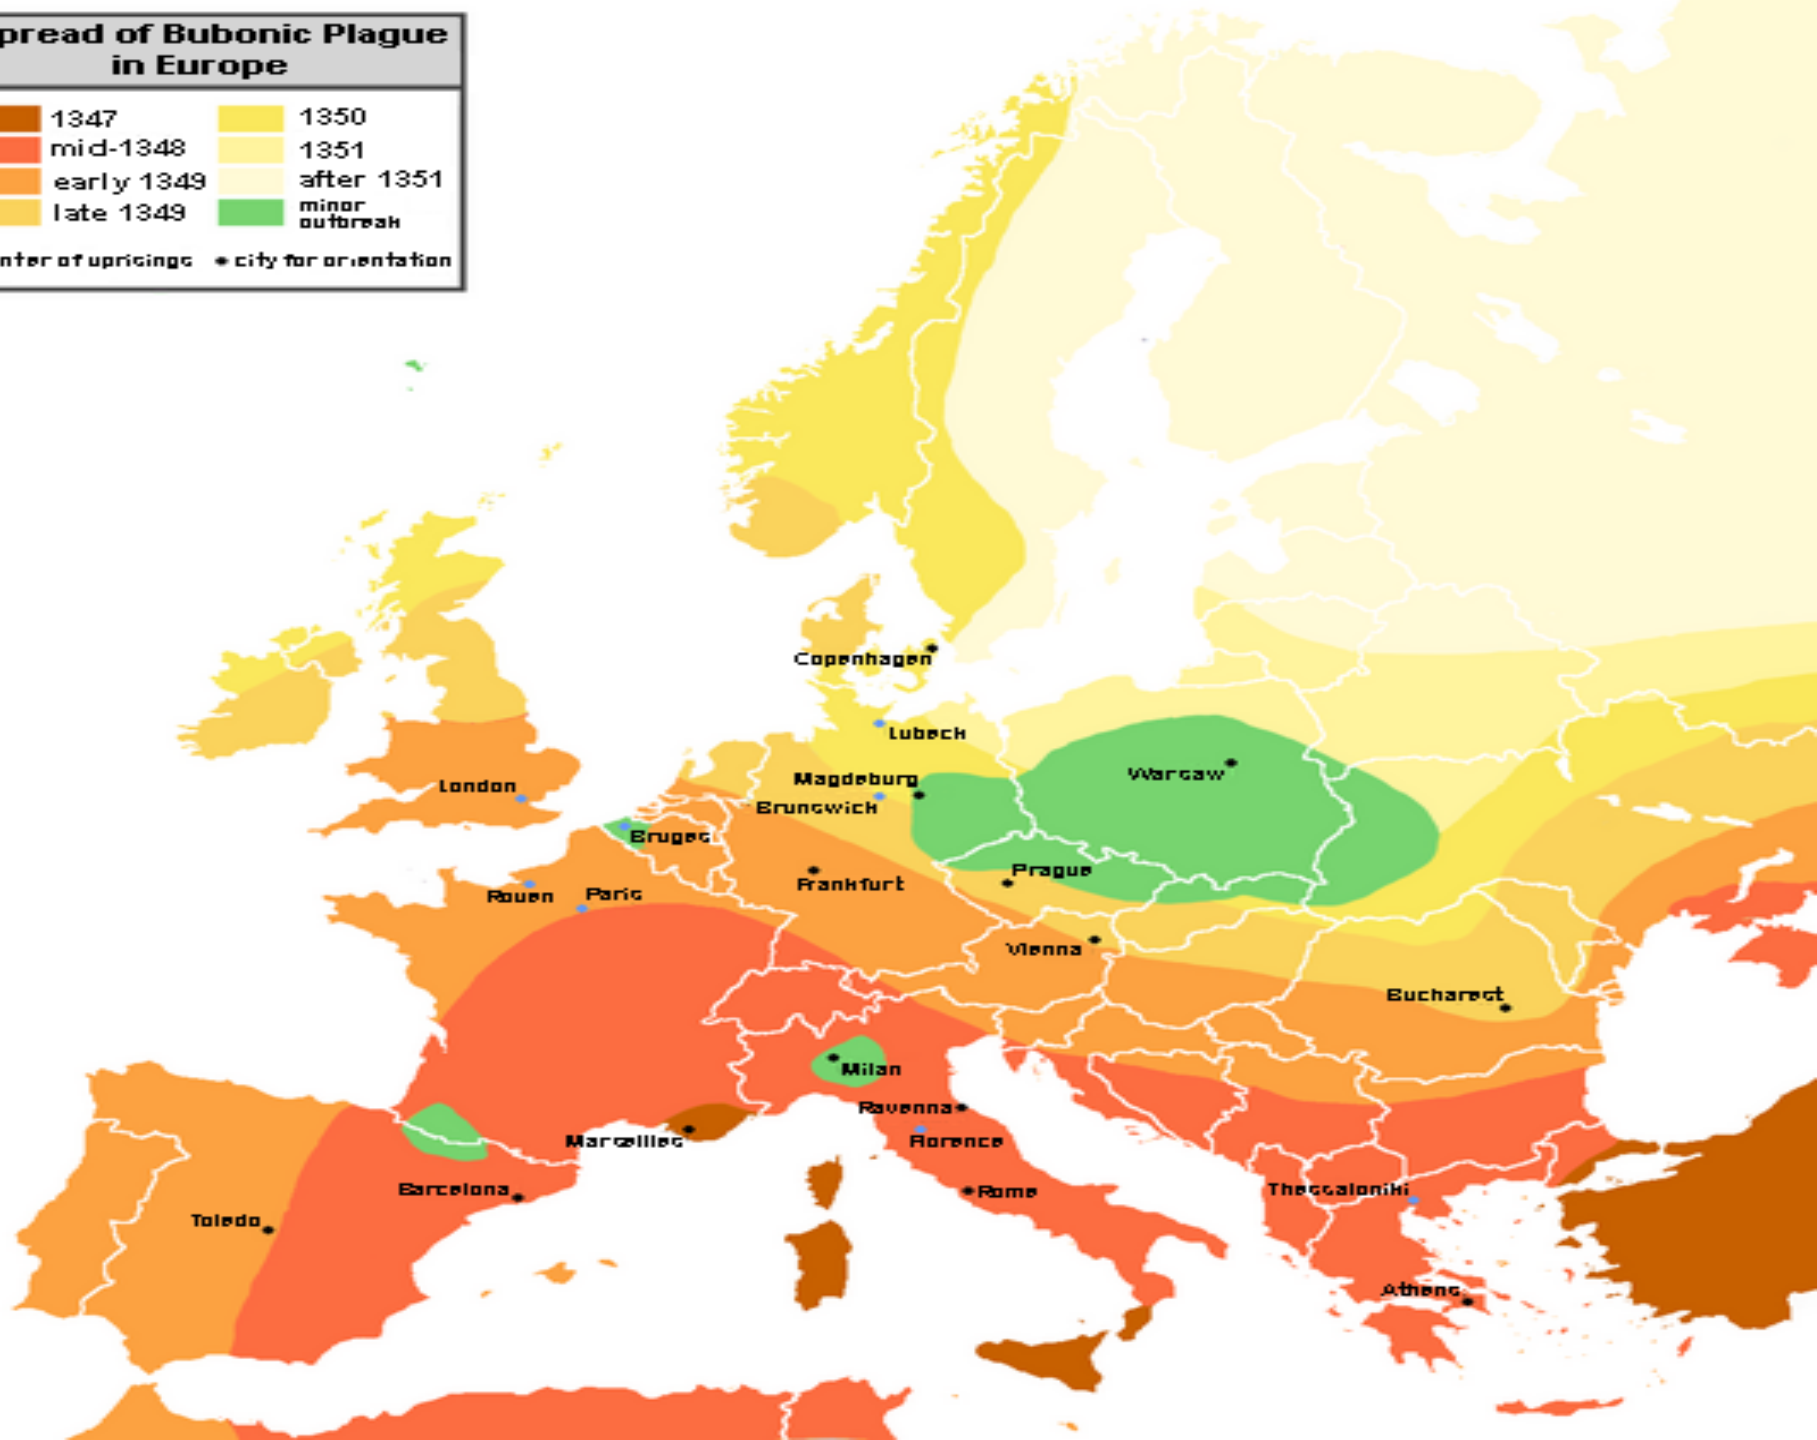 pread of Bubonic Plague
in Europe
1347
mid-1348
early 1349
late 1349
1350
1351
after 1351
minor
outbreak
nter of uprisings
city for orientation
Copenhagen
Lubeck
Magdeburg
Brunswick
Warsaw
London
Bruges
Prague
Frankfurt
Rouen
Paris
Vienna
Bucharest
Milan
Ravenna
Marseilles
Florence
Barcelona
Rome
Thessaloniki
Toledo
Athens